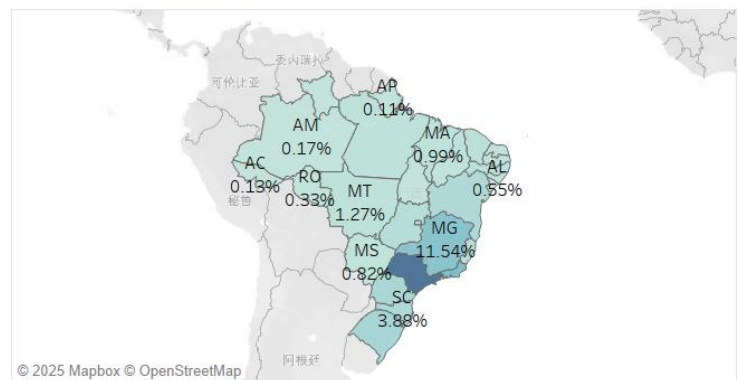 委内瑞拉
哥伦比亚
AP
0.11%
AM
0.17%
MA
0.99%
AC
0.13%
AL
0.55%
RO
0.33%
MT
1.27%
秘鲁
MG
11.54%
MS
0.82%
SC
3.88%
阿根廷
© 2025 Mapbox © OpenStreetMap